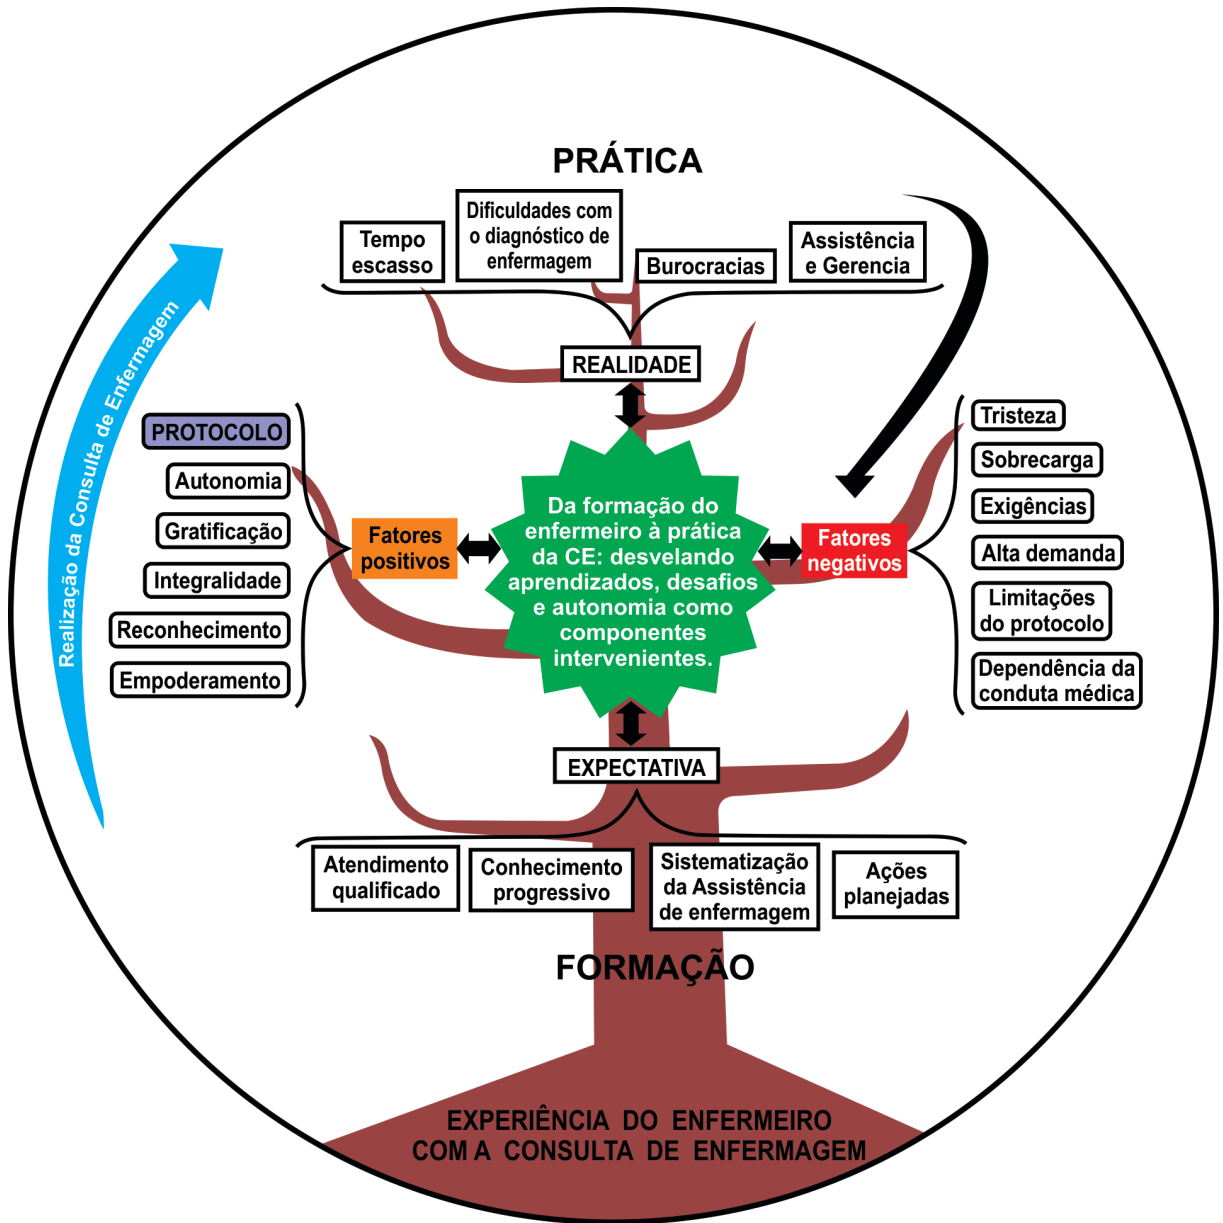 PRÁTICA
Tempo
escasso
Dificuldades com
o diagnóstico de
enfermagem
Burocracias
Assistência
e Gerencia
REALIDADE
Realização da Consulta de Enfermagem
PROTOCOLO
Autonomia
Gratificação
Integralidade
Reconhecimento
Empoderamento
Fatores
positivos
Da formação do
enfermeiro à prática
da CE: desvelando
aprendizados, desafios
e autonomia como
componentes
intervenientes.
Fatores
negativos
Tristeza
Sobrecarga
Exigências
Alta demanda
Limitações
do protocolo
Dependência da
conduta médica
EXPECTATIVA
Atendimento
qualificado
Conhecimento
progressivo
Sistematização
da Assistência
de enfermagem
Ações
planejadas
FORMAÇÃO
EXPERIÊNCIA DO ENFERMEIRO
COM A CONSULTA DE ENFERMAGEM